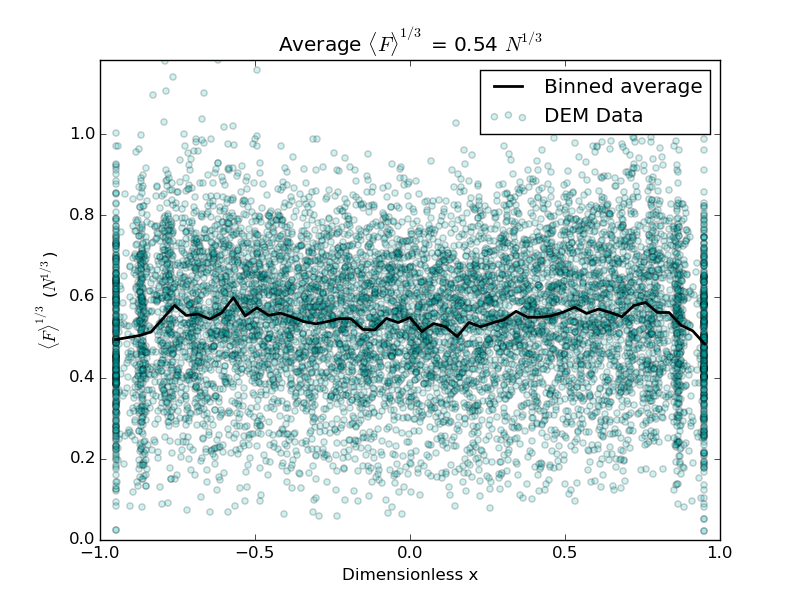 Average ⟨F⟩^1/3 = 0.54 N^1/3
Binned average
DEM Data
⟨F⟩^1/3 (N^1/3)
1.0
0.8
0.6
0.4
0.2
0.0
−1.0 −0.5 0.0 0.5 1.0
Dimensionless x